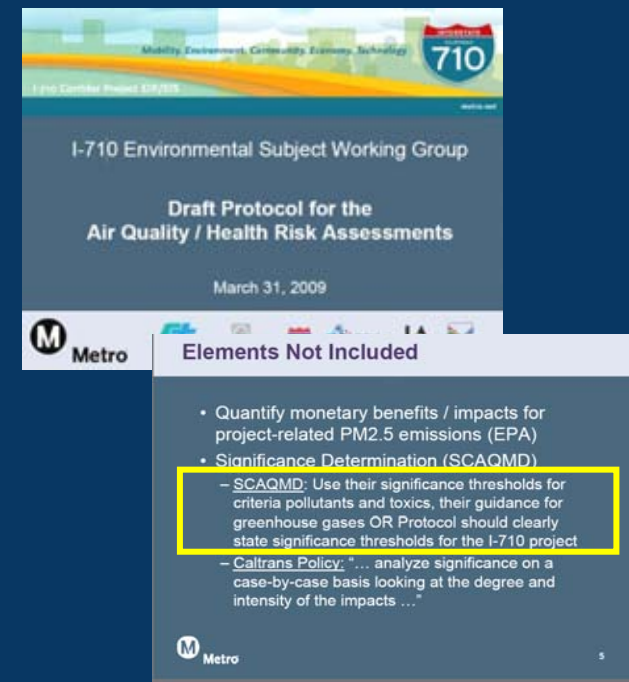 Mobility. Environment. Community. Economy. Technology
INTERSTATE
CALIFORNIA
710
I-710 Corridor Project EIR/EIS
metro.net
I-710 Environmental Subject Working Group
Draft Protocol for the
Air Quality / Health Risk Assessments
March 31, 2009
M Metro
Elements Not Included
• Quantify monetary benefits / impacts for
project-related PM2.5 emissions (EPA)
• Significance Determination (SCAQMD)
– SCAQMD: Use their significance thresholds for
criteria pollutants and toxics, their guidance for
greenhouse gases OR Protocol should clearly
state significance thresholds for the I-710 project
– Caltrans Policy: “… analyze significance on a
case-by-case basis looking at the degree and
intensity of the impacts …”
M Metro
5